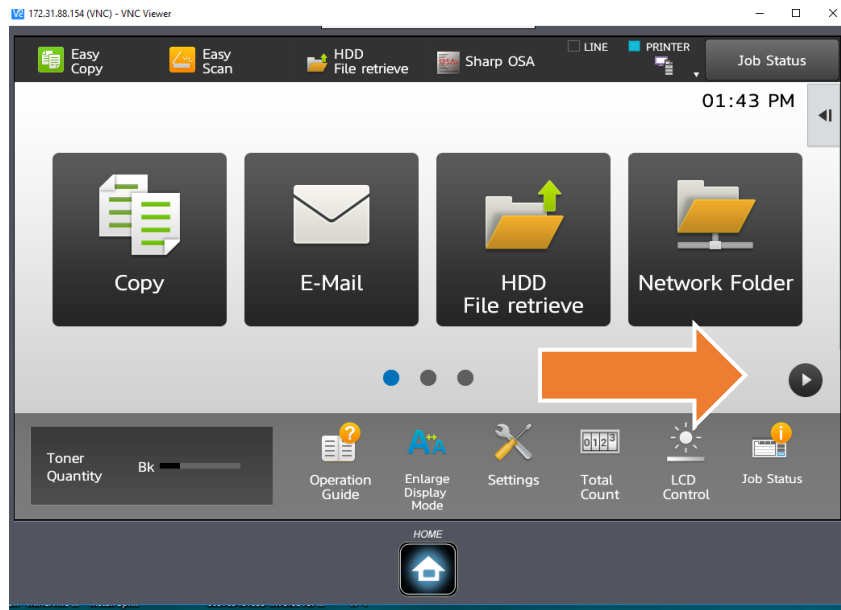 172.31.88.154 (VNC) - VNC Viewer
Easy
Copy
Easy
Scan
HDD
File retrieve
Sharp OSA
LINE
PRINTER
Job Status
01:43 PM
Copy
E-Mail
HDD
File retrieve
Network Folder
Toner
Quantity
Bk
Operation
Guide
Enlarge
Display
Mode
Settings
Total
Count
LCD
Control
Job Status
HOME